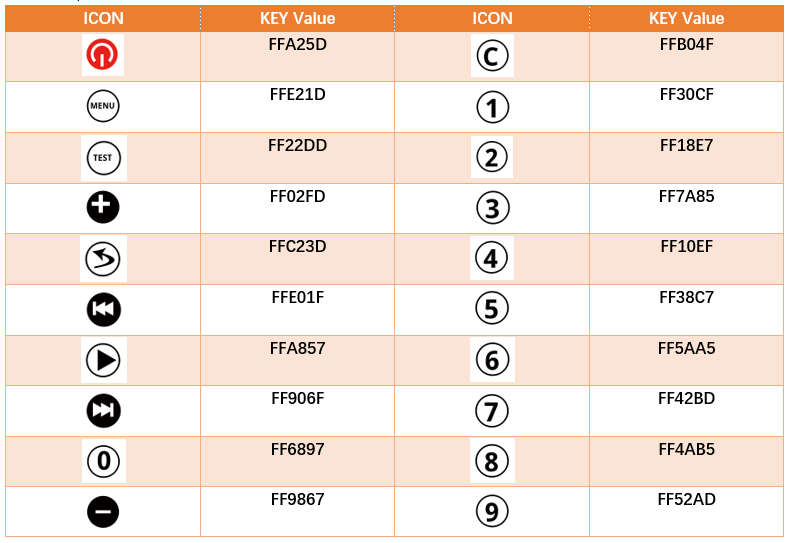 ICON KEY Value ICON KEY Value
FFA25D C FFB04F
MENU FFE21D 1 FF30CF
TEST FF22DD 2 FF18E7
+ FF02FD 3 FF7A85
FFC23D 4 FF10EF
FFE01F 5 FF38C7
FFA857 6 FF5AA5
FF906F 7 FF42BD
0 FF6897 8 FF4AB5
− FF9867 9 FF52AD